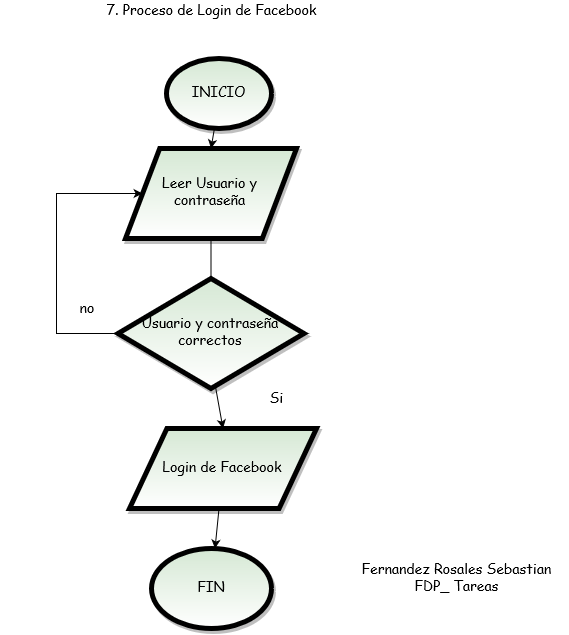 7. Proceso de Login de Facebook
INICIO
Leer Usuario y
contraseña
no
Usuario y contraseña
correctos
Si
Login de Facebook
FIN
Fernandez Rosales Sebastian
FDP_ Tareas